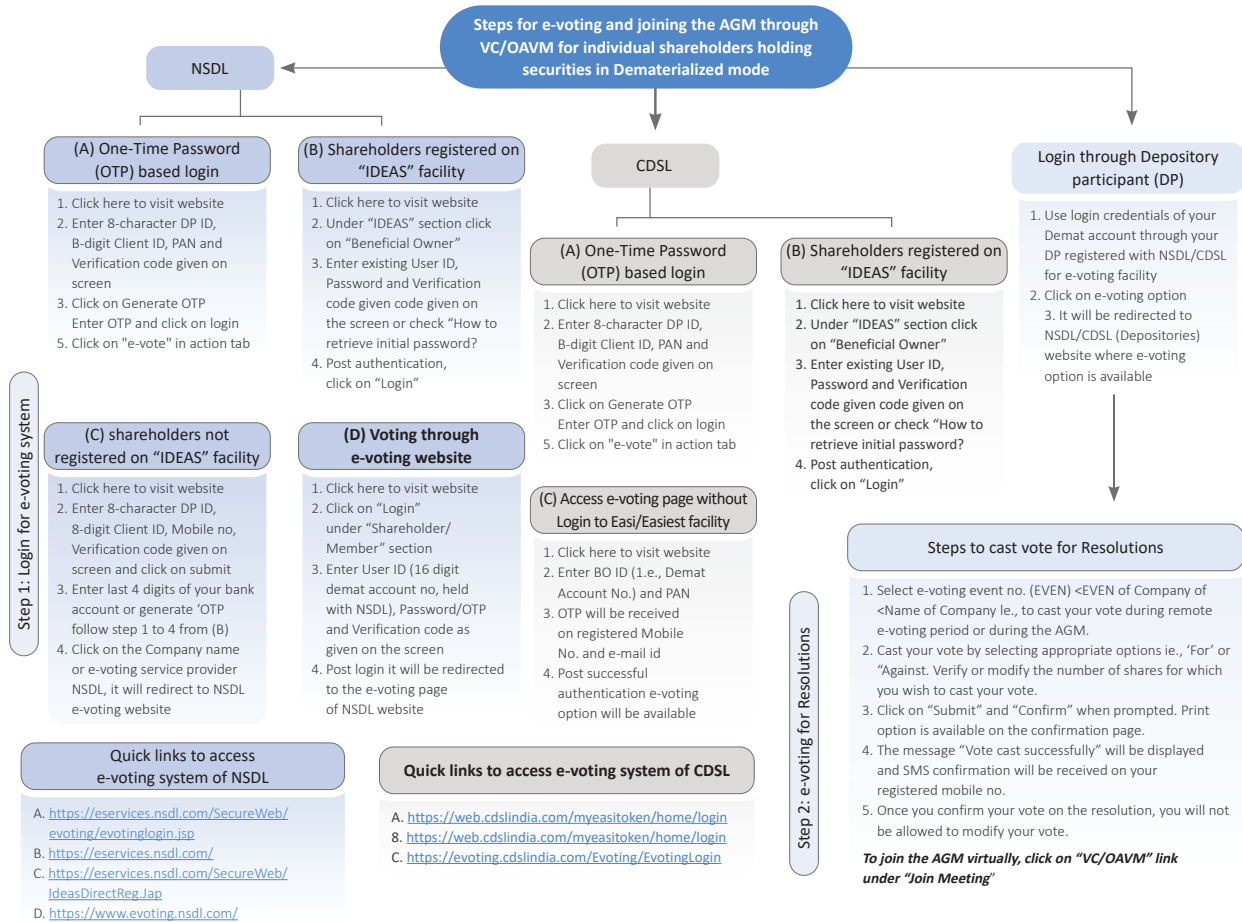 Steps for e-voting and joining the AGM through
VC/OAVM for individual shareholders holding
securities in Dematerialized mode
NSDL
(A) One-Time Password
(OTP) based login
1. Click here to visit website
2. Enter 8-character DP ID,
B-digit Client ID, PAN and
Verification code given on
screen
3. Click on Generate OTP
Enter OTP and click on login
5. Click on "e-vote" in action tab
(B) Shareholders registered on
“IDEAS” facility
1. Click here to visit website
2. Under “IDEAS” section click
on “Beneficial Owner”
3. Enter existing User ID,
Password and Verification
code given code given on
the screen or check “How to
retrieve initial password?
4. Post authentication,
click on “Login”
CDSL
(A) One-Time Password
(OTP) based login
1. Click here to visit website
2. Enter 8-character DP ID,
B-digit Client ID, PAN and
Verification code given on
screen
3. Click on Generate OTP
Enter OTP and click on login
5. Click on "e-vote" in action tab
(B) Shareholders registered on
“IDEAS” facility
1. Click here to visit website
2. Under “IDEAS” section click
on “Beneficial Owner”
3. Enter existing User ID,
Password and Verification
code given code given on
the screen or check “How to
retrieve initial password?
4. Post authentication,
click on “Login”
Login through Depository
participant (DP)
1. Use login credentials of your
Demat account through your
DP registered with NSDL/CDSL
for e-voting facility
2. Click on e-voting option
3. It will be redirected to
NSDL/CDSL (Depositories)
website where e-voting
option is available
Step 1: Login for e-voting system
(C) shareholders not
registered on “IDEAS” facility
1. Click here to visit website
2. Enter 8-character DP ID,
8-digit Client ID, Mobile no,
Verification code given on
screen and click on submit
3. Enter last 4 digits of your bank
account or generate ‘OTP
follow step 1 to 4 from (B)
4. Click on the Company name
or e-voting service provider
NSDL, it will redirect to NSDL
e-voting website
(D) Voting through
e-voting website
1. Click here to visit website
2. Click on “Login”
under “Shareholder/
Member” section
3. Enter User ID (16 digit
demat account no, held
with NSDL), Password/OTP
and Verification code as
given on the screen
4. Post login it will be redirected
to the e-voting page
of NSDL website
(C) Access e-voting page without
Login to Easi/Easiest facility
1. Click here to visit website
2. Enter BO ID (1.e., Demat
Account No.) and PAN
3. OTP will be received
on registered Mobile
No. and e-mail id
4. Post successful
authentication e-voting
option will be available
Step 2: e-voting for Resolutions
Steps to cast vote for Resolutions
1. Select e-voting event no. (EVEN) <EVEN of Company of
<Name of Company le., to cast your vote during remote
e-voting period or during the AGM.
2. Cast your vote by selecting appropriate options ie., ‘For’ or
“Against. Verify or modify the number of shares for which
you wish to cast your vote.
3. Click on “Submit” and “Confirm” when prompted. Print
option is available on the confirmation page.
4. The message “Vote cast successfully” will be displayed
and SMS confirmation will be received on your
registered mobile no.
5. Once you confirm your vote on the resolution, you will not
be allowed to modify your vote.
To join the AGM virtually, click on “VC/OAVM” link
under “Join Meeting”
Quick links to access
e-voting system of NSDL
A. https://eservices.nsdl.com/SecureWeb/
evoting/evotinglogin.jsp
B. https://eservices.nsdl.com/
C. https://eservices.nsdl.com/SecureWeb/
IdeasDirectReg.Jap
D. https://www.evoting.nsdl.com/
Quick links to access e-voting system of CDSL
A. https://web.cdslindia.com/myeasitoken/home/login
8. https://web.cdslindia.com/myeasitoken/home/login
C. https://evoting.cdslindia.com/Evoting/EvotingLogin